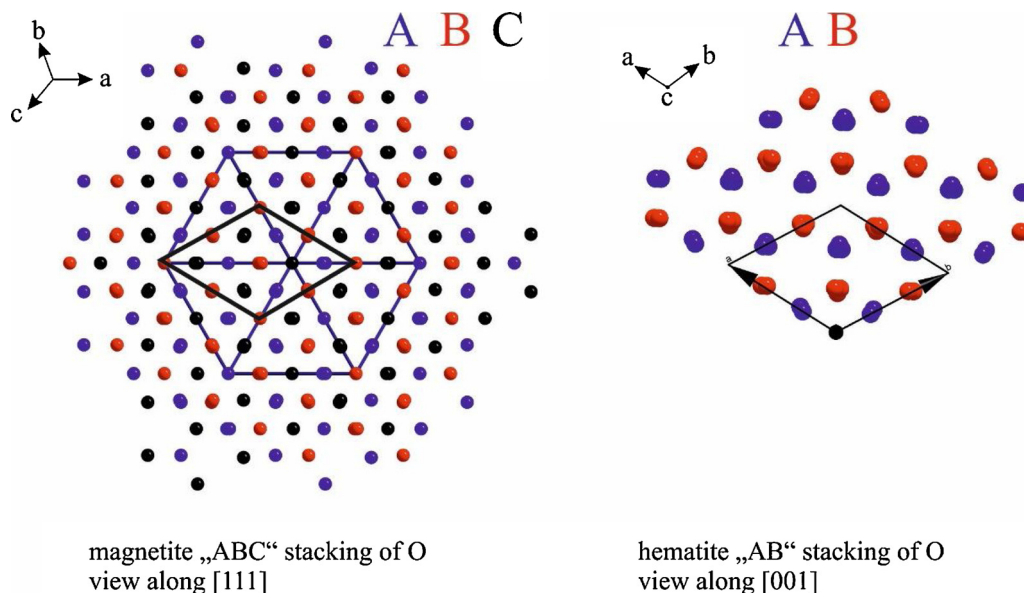 A B C
b
a
c
magnetite „ABC“ stacking of O
view along [111]
A B
a
b
c
a
b
hematite „AB“ stacking of O
view along [001]